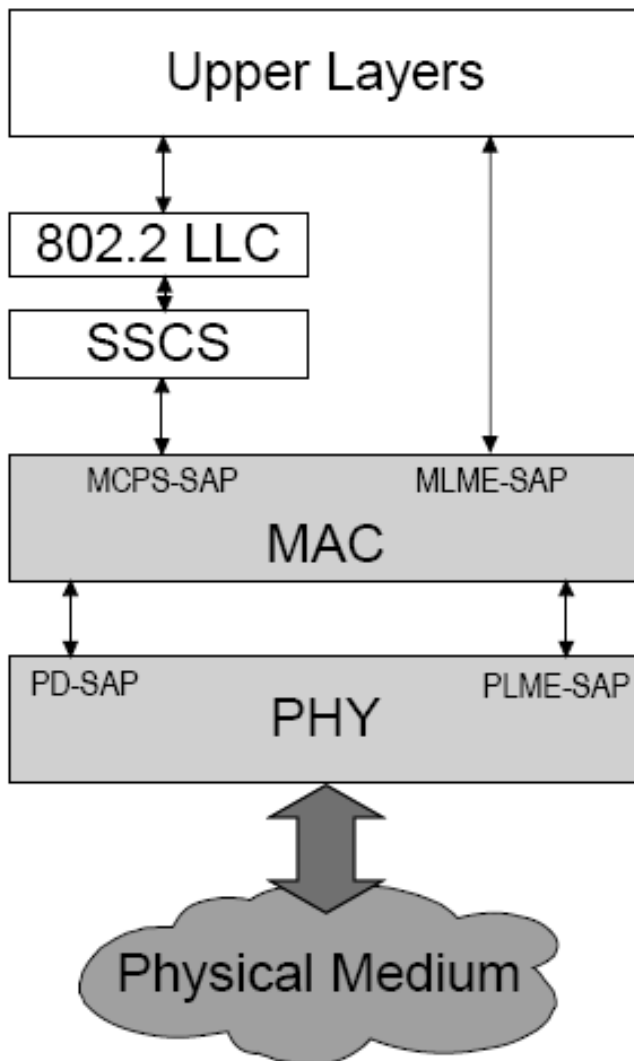 Upper Layers
802.2 LLC
SSCS
MCPS-SAP MLME-SAP
MAC
PD-SAP PLME-SAP
PHY
Physical Medium